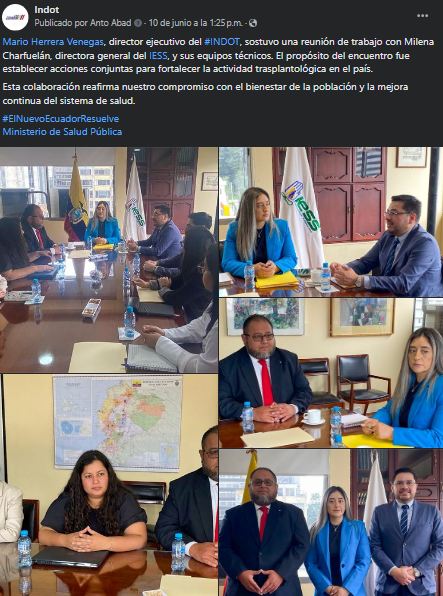 Indot
Publicado por Anto Abad · 10 de junio a la 1:25 p.m. ·
Mario Herrera Venegas, director ejecutivo del #INDOT, sostuvo una reunión de trabajo con Milena
Charfuelán, directora general del IESS, y sus equipos técnicos. El propósito del encuentro fue
establecer acciones conjuntas para fortalecer la actividad trasplantológica en el país.
Esta colaboración reafirma nuestro compromiso con el bienestar de la población y la mejora
continua del sistema de salud.
#ElNuevoEcuadorResuelve
Ministerio de Salud Pública
IESS